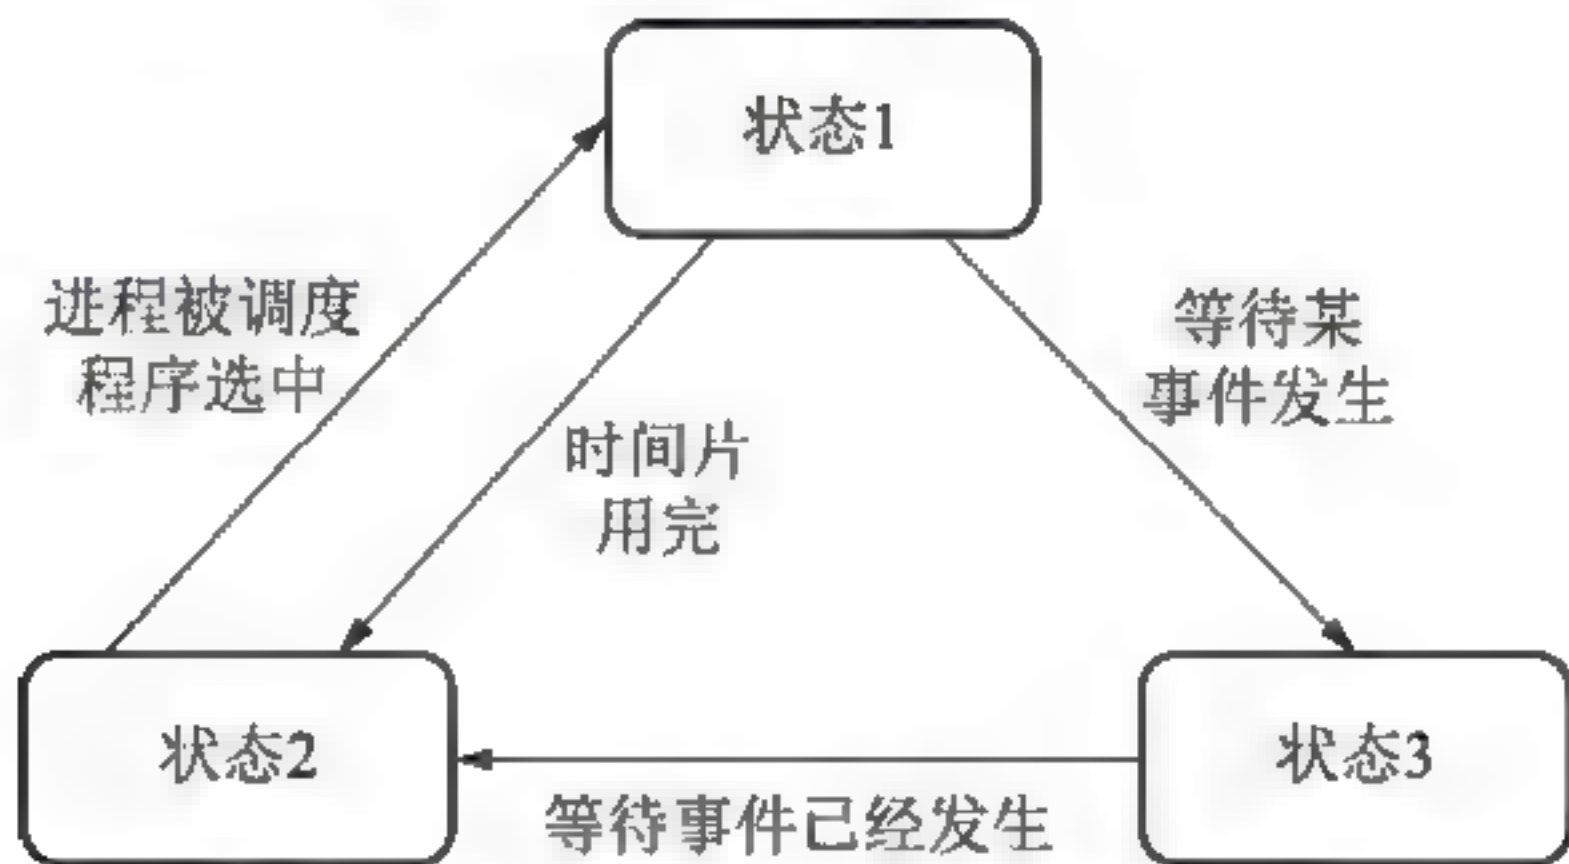 状态1
进程被调度
程序选中
等待某
事件发生
时间片
用完
状态2
状态3
等待事件已经发生